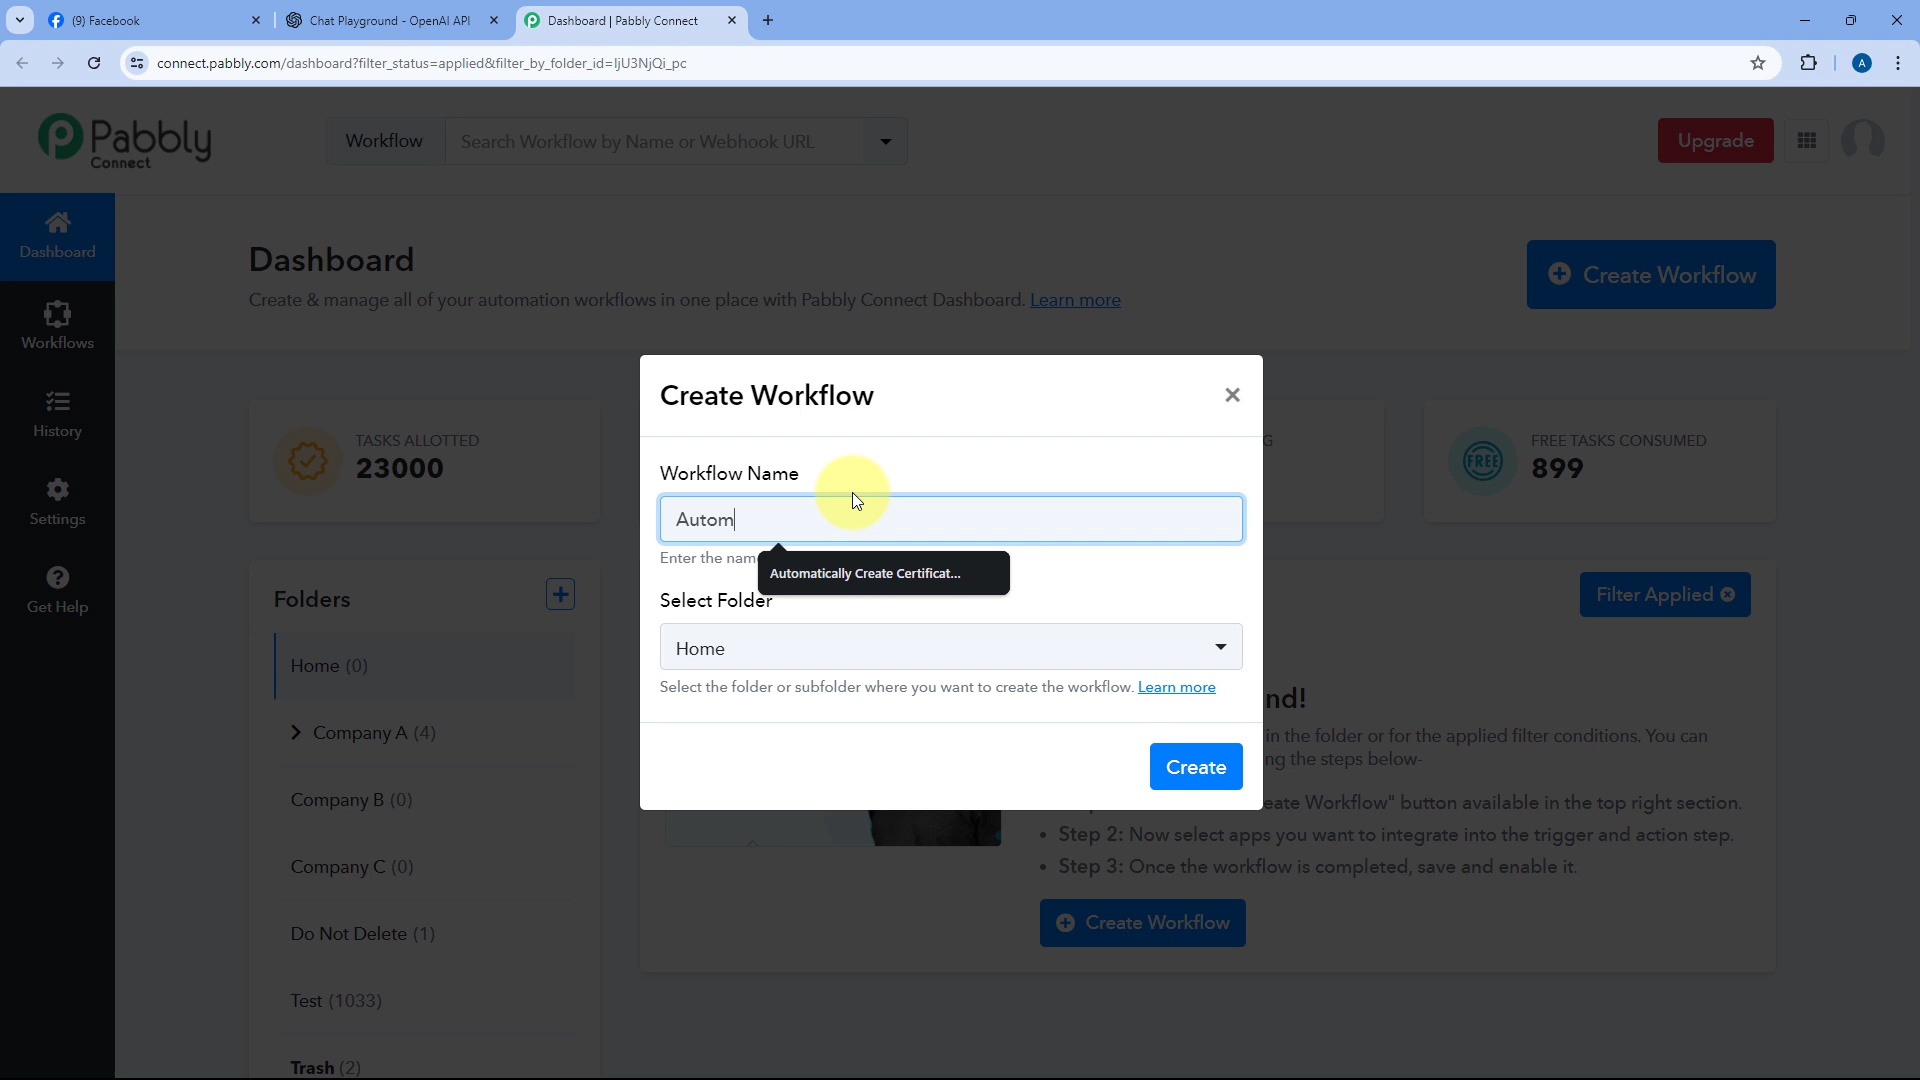 (9) Facebook
Chat Playground - OpenAI API
Dashboard | Pabbly Connect
connect.pabbly.com/dashboard?filter_status=applied&filter_by_folder_id=IjU3NjQi_pc
A
Pabbly
Connect
Workflow
Search Workflow by Name or Webhook URL
Upgrade
Dashboard
Workflows
History
Settings
Get Help
Dashboard
Create & manage all of your automation workflows in one place with Pabbly Connect Dashboard. Learn more
Create Workflow
TASKS ALLOTTED
23000
G
FREE TASKS CONSUMED
FREE
899
Folders
Home (0)
Company A (4)
Company B (0)
Company C (0)
Do Not Delete (1)
Test (1033)
Trash (2)
Create Workflow
Workflow Name
Autom
Enter the nam
Automatically Create Certificat...
Select Folder
Home
Select the folder or subfolder where you want to create the workflow. Learn more
Create
Filter Applied
nd!
in the folder or for the applied filter conditions. You can
ng the steps below-
eate Workflow" button available in the top right section.
• Step 2: Now select apps you want to integrate into the trigger and action step.
• Step 3: Once the workflow is completed, save and enable it.
Create Workflow